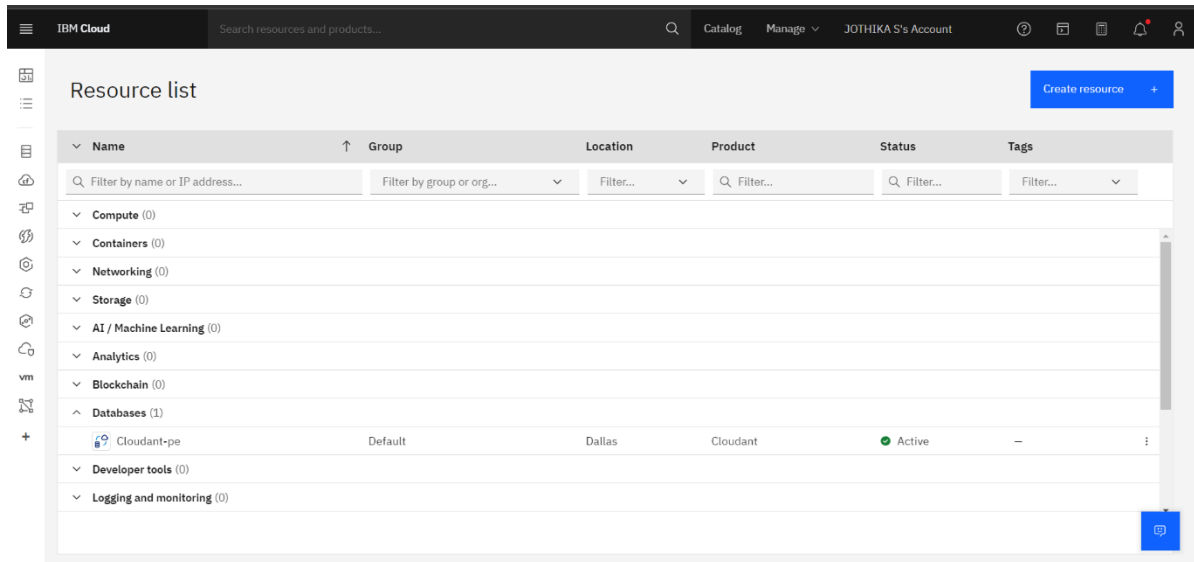 IBM Cloud Search resources and products... Catalog Manage JOTHIKA S's Account
Resource list
Create resource +
Name Group Location Product Status Tags
Filter by name or IP address... Filter by group or org... Filter... Filter... Filter... Filter...
Compute (0)
Containers (0)
Networking (0)
Storage (0)
AI / Machine Learning (0)
Analytics (0)
vm
Blockchain (0)
Databases (1)
Cloudant-pe Default Dallas Cloudant Active –
Developer tools (0)
Logging and monitoring (0)